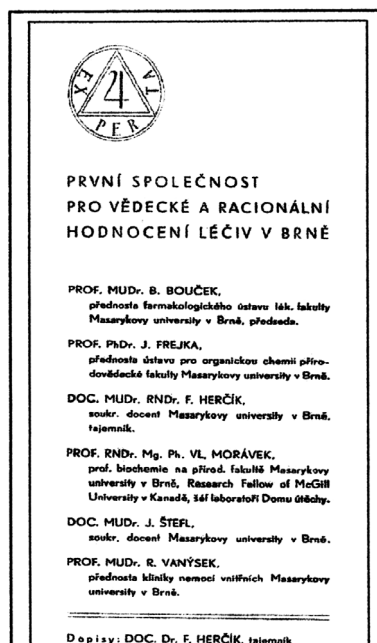 EX PER TA
PRVNÍ SPOLEČNOST
PRO VĚDECKÉ A RACIONÁLNÍ
HODNOCENÍ LÉČIV V BRNĚ
PROF. MUDr. B. BOUČEK,
přednosta farmakologického ústavu lék. fakulty
Masarykovy university v Brně, předseda.
PROF. PhDr. J. FREJKA,
přednosta ústavu pro organickou chemii příro-
dovědecké fakulty Masarykovy university v Brně.
DOC. MUDr. RNDr. F. HERČÍK,
soukr. docent Masarykovy university v Brně,
tajemník.
PROF. RNDr. Mg. Ph. VL. MORÁVEK,
prof. biochemie na přírod. fakultě Masarykovy
university v Brně, Research Fellow of McGill
University v Kanadě, šéf laboratoří Domu útěchy.
DOC. MUDr. J. ŠTEFL,
soukr. docent Masarykovy university v Brně.
PROF. MUDr. R. VANÝSEK,
přednosta kliniky nemocí vnitřních Masarykovy
university v Brně.
Dopisy: DOC. Dr. F. HERČÍK, tajemník